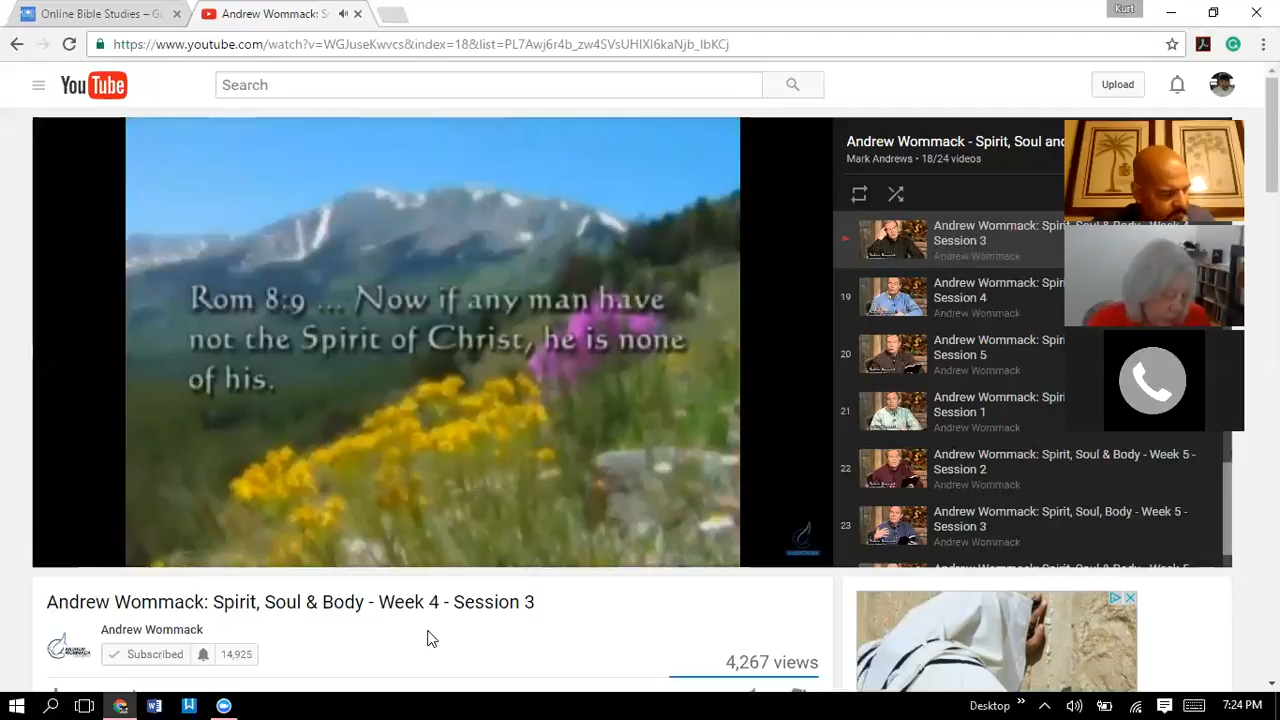 Online Bible Studies – G
Andrew Wommack: S
Kurt
https://www.youtube.com/watch?v=WGJuseKwvcs&index=18&list=PL7Awj6r4b_zw4SVsUHlXl6kaNjb_IbKCj
YouTube
Search
Upload
Andrew Wommack - Spirit, Soul an
Mark Andrews • 18/24 videos
Rom 8:9 ... Now if any man have
not the Spirit of Christ, he is none
of his.
Andrew Wommack: Spirit, Soul & Body - Week 4 -
Session 3
Andrew Wommack
19
Andrew Wommack: Spiri
Session 4
Andrew Wommack
20
Andrew Wommack: Spiri
Session 5
Andrew Wommack
21
Andrew Wommack: Spiri
Session 1
Andrew Wommack
22
Andrew Wommack: Spirit, Soul & Body - Week 5 -
Session 2
Andrew Wommack
23
Andrew Wommack: Spirit, Soul, Body - Week 5 -
Session 3
Andrew Wommack
Andrew Wommack: Spirit, Soul & Body - Week 4 - Session 3
Andrew Wommack
Subscribed
14,925
4,267 views
Desktop
7:24 PM